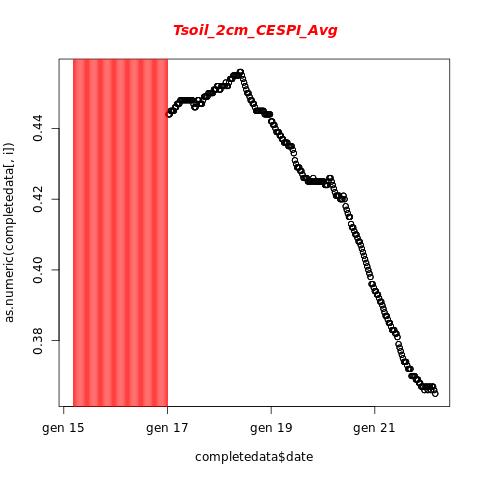 Tsoil_2cm_CESPI_Avg
as.numeric(completedata[, i])
0.44
0.42
0.40
0.38
gen 15
gen 17
gen 19
gen 21
completedata$date